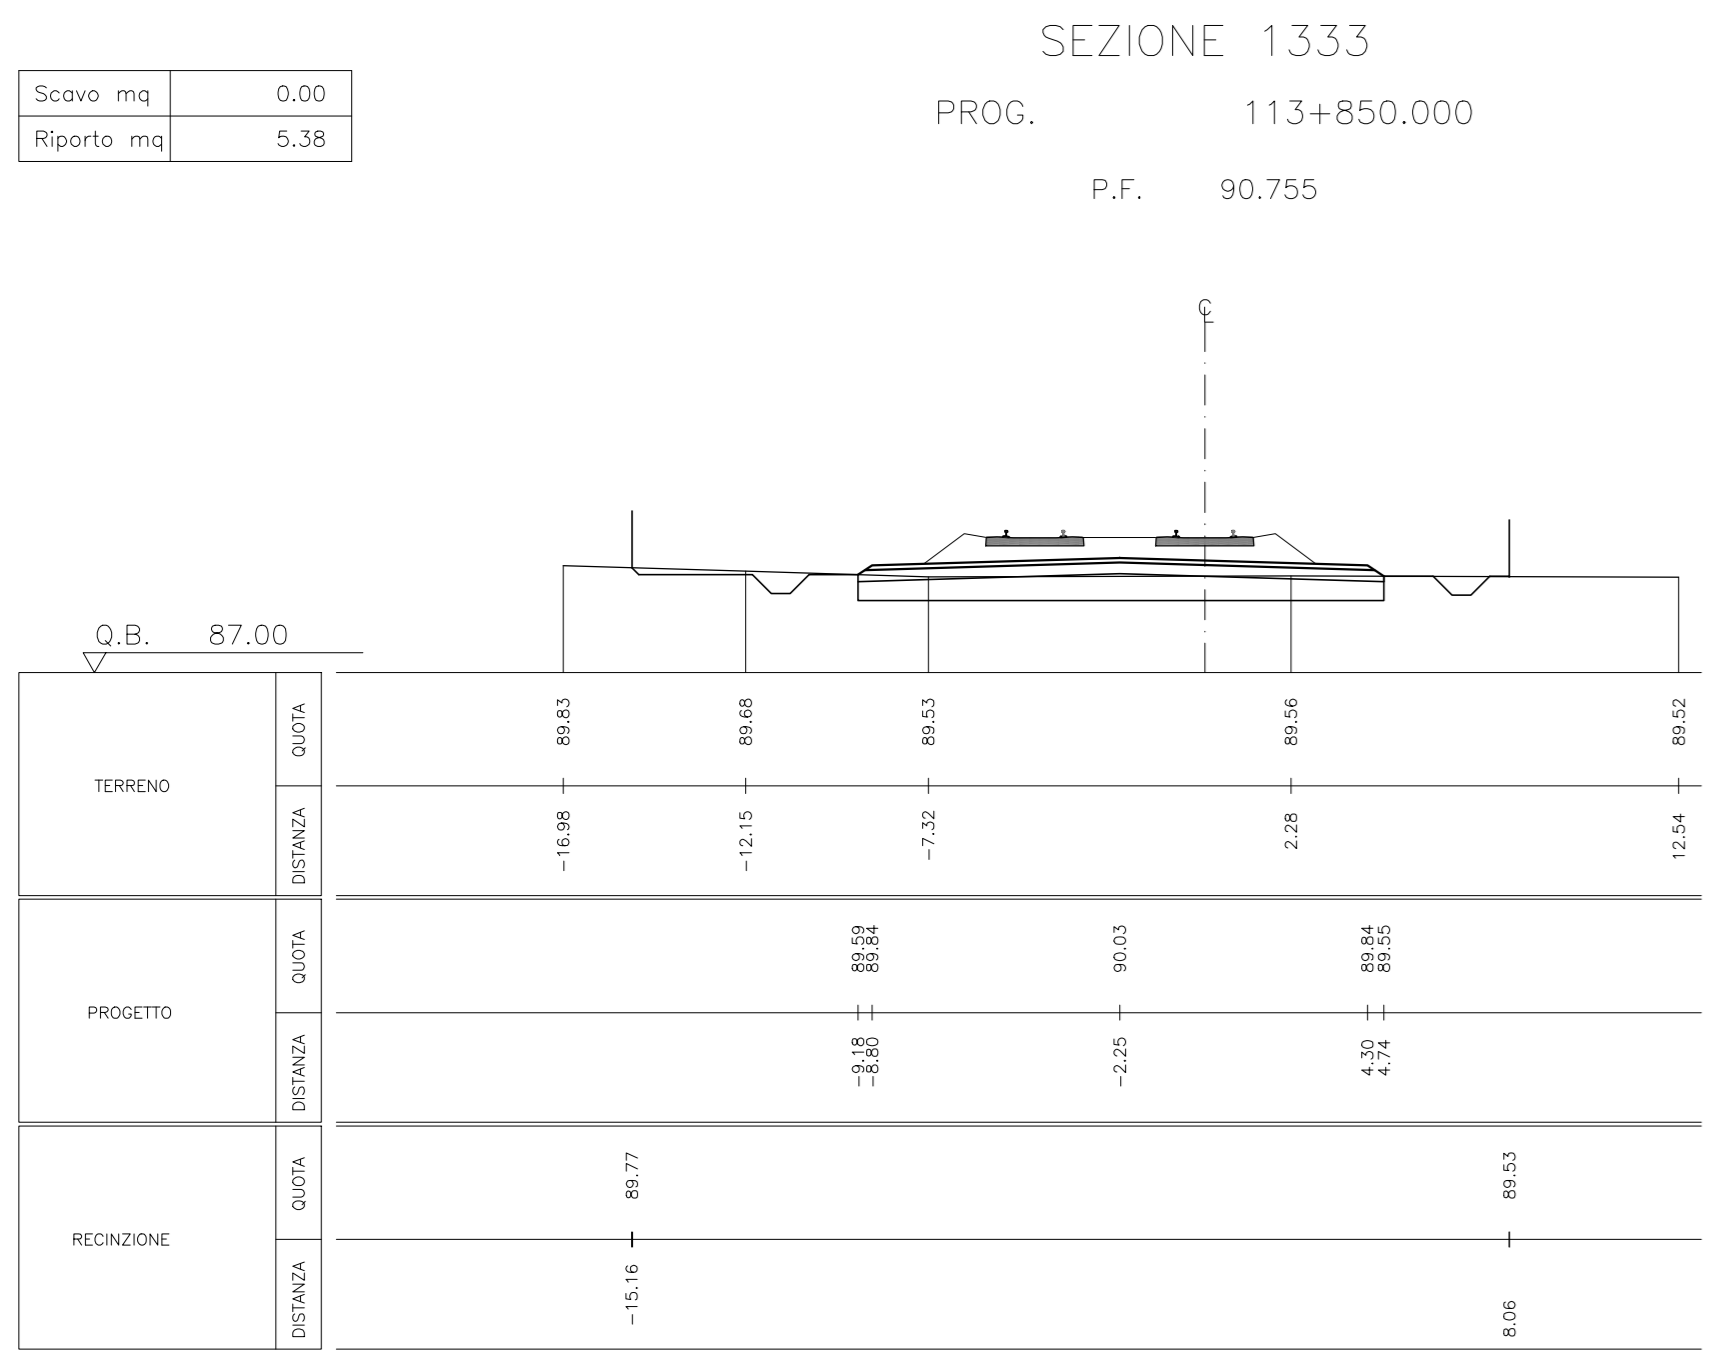 SEZIONE 1333
Scavo mq 0.00
PROG. 113+850.000
Riporto mq 5.38
P.F. 90.755
℄
Q.B. 87.00
TERRENO
QUOTA
89.83 89.68 89.53 89.56 89.52
DISTANZA
-16.98 -12.15 -7.32 2.28 12.54
PROGETTO
QUOTA
89.59 89.84 90.03 89.84 89.55
DISTANZA
-9.18 -8.80 -2.25 4.30 4.74
RECINZIONE
QUOTA
89.77 89.53
DISTANZA
-15.16 8.06